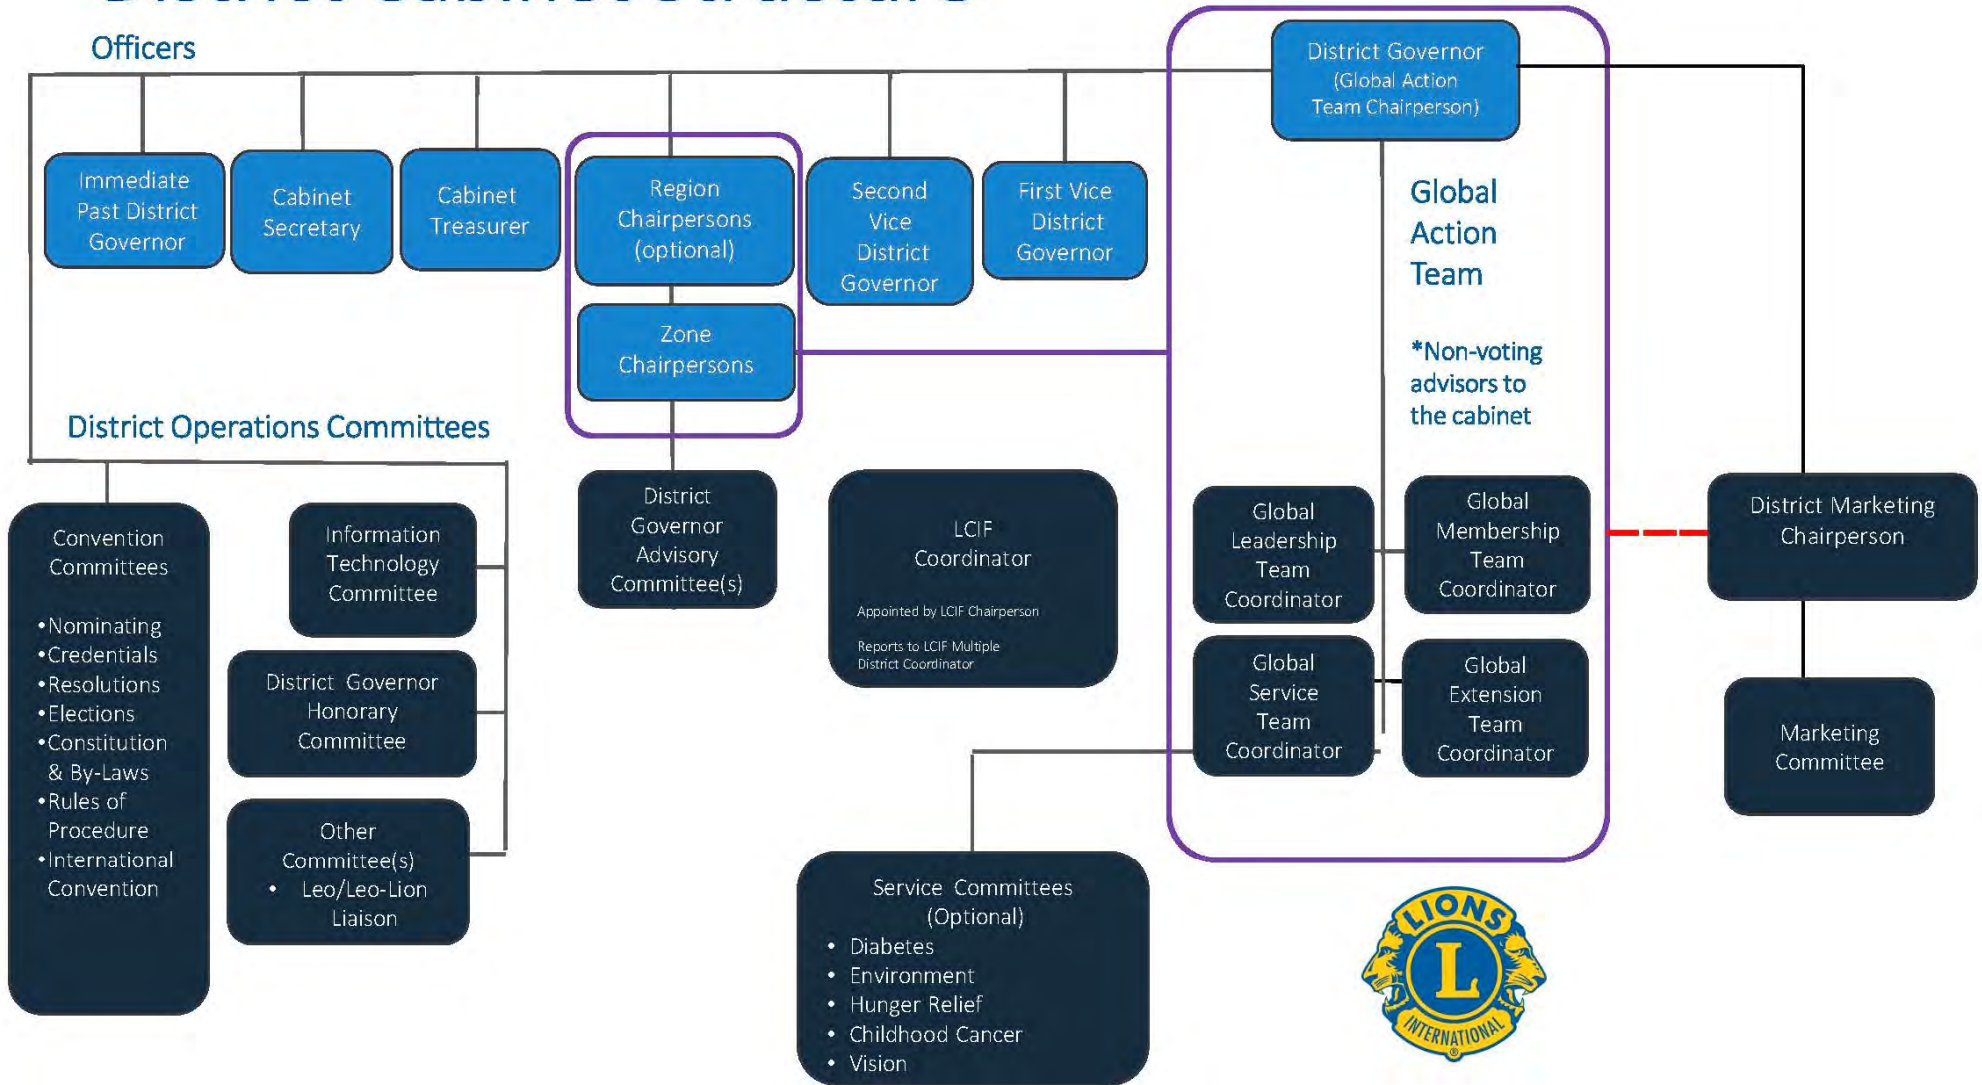 Officers
District Governor
(Global Action
Team Chairperson)
Immediate
Past District
Governor
Cabinet
Secretary
Cabinet
Treasurer
Region
Chairpersons
(optional)
Second
Vice
District
Governor
First Vice
District
Governor
Zone
Chairpersons
Global
Action
Team
*Non-voting
advisors to
the cabinet
District Operations Committees
Convention
Committees
•Nominating
•Credentials
•Resolutions
•Elections
•Constitution
& By-Laws
•Rules of
Procedure
•International
Convention
Information
Technology
Committee
District Governor
Honorary
Committee
Other
Committee(s)
• Leo/Leo-Lion
Liaison
District
Governor
Advisory
Committee(s)
LCIF
Coordinator
Appointed by LCIF Chairperson
Reports to LCIF Multiple
District Coordinator
Global
Leadership
Team
Coordinator
Global
Membership
Team
Coordinator
Global
Service
Team
Coordinator
Global
Extension
Team
Coordinator
District Marketing
Chairperson
Marketing
Committee
Service Committees
(Optional)
• Diabetes
• Environment
• Hunger Relief
• Childhood Cancer
• Vision
LIONS
L
INTERNATIONAL
®